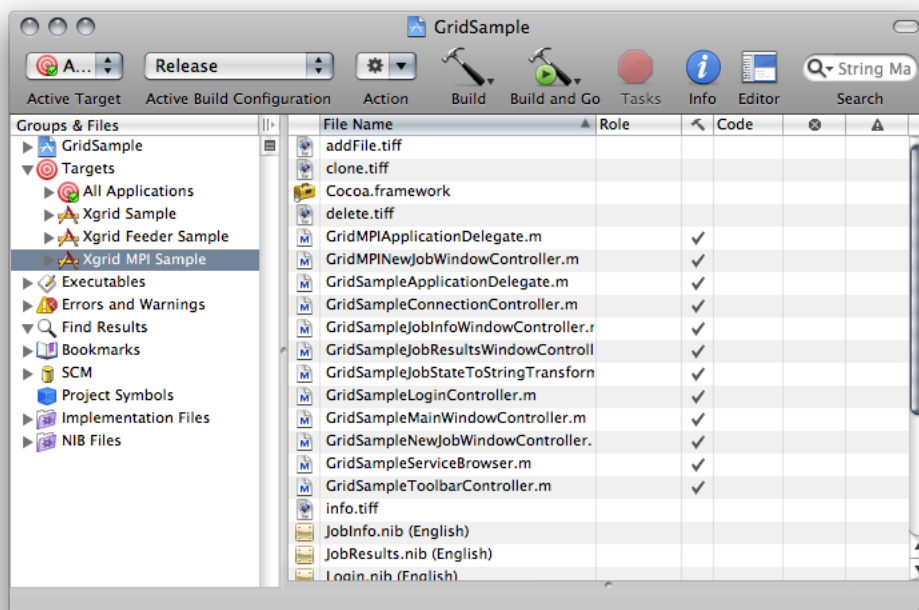 GridSample
A...
Release
String Ma
Active Target
Active Build Configuration
Action
Build
Build and Go
Tasks
Info
Editor
Search
Groups & Files
File Name
Role
Code
GridSample
Targets
All Applications
Xgrid Sample
Xgrid Feeder Sample
Xgrid MPI Sample
Executables
Errors and Warnings
Find Results
Bookmarks
SCM
Project Symbols
Implementation Files
NIB Files
addFile.tiff
clone.tiff
Cocoa.framework
delete.tiff
GridMPIApplicationDelegate.m
GridMPINewJobWindowController.m
GridSampleApplicationDelegate.m
GridSampleConnectionController.m
GridSampleJobInfoWindowController.r
GridSampleJobResultsWindowControll
GridSampleJobStateToStringTransform
GridSampleLoginController.m
GridSampleMainWindowController.m
GridSampleNewJobWindowController.
GridSampleServiceBrowser.m
GridSampleToolbarController.m
info.tiff
JobInfo.nib (English)
JobResults.nib (English)
Login.nib (English)